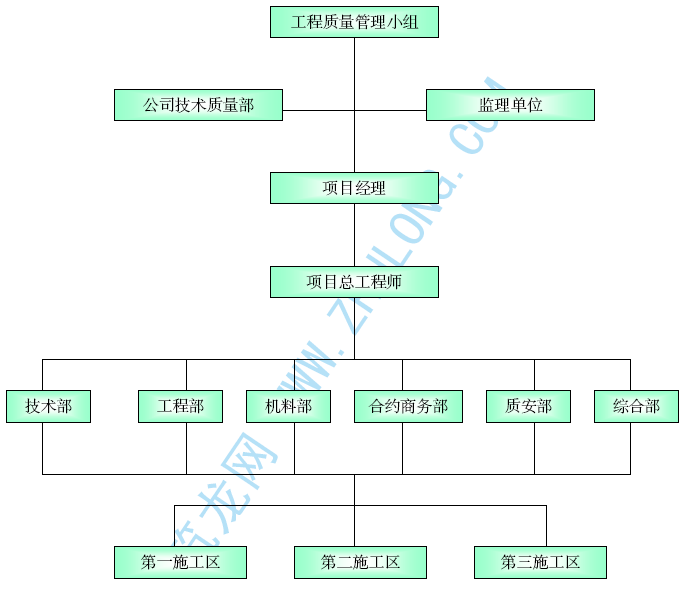 工程质量管理小组
公司技术质量部
监理单位
项目经理
项目总工程师
技术部
工程部
机料部
合约商务部
质安部
综合部
第一施工区
第二施工区
第三施工区